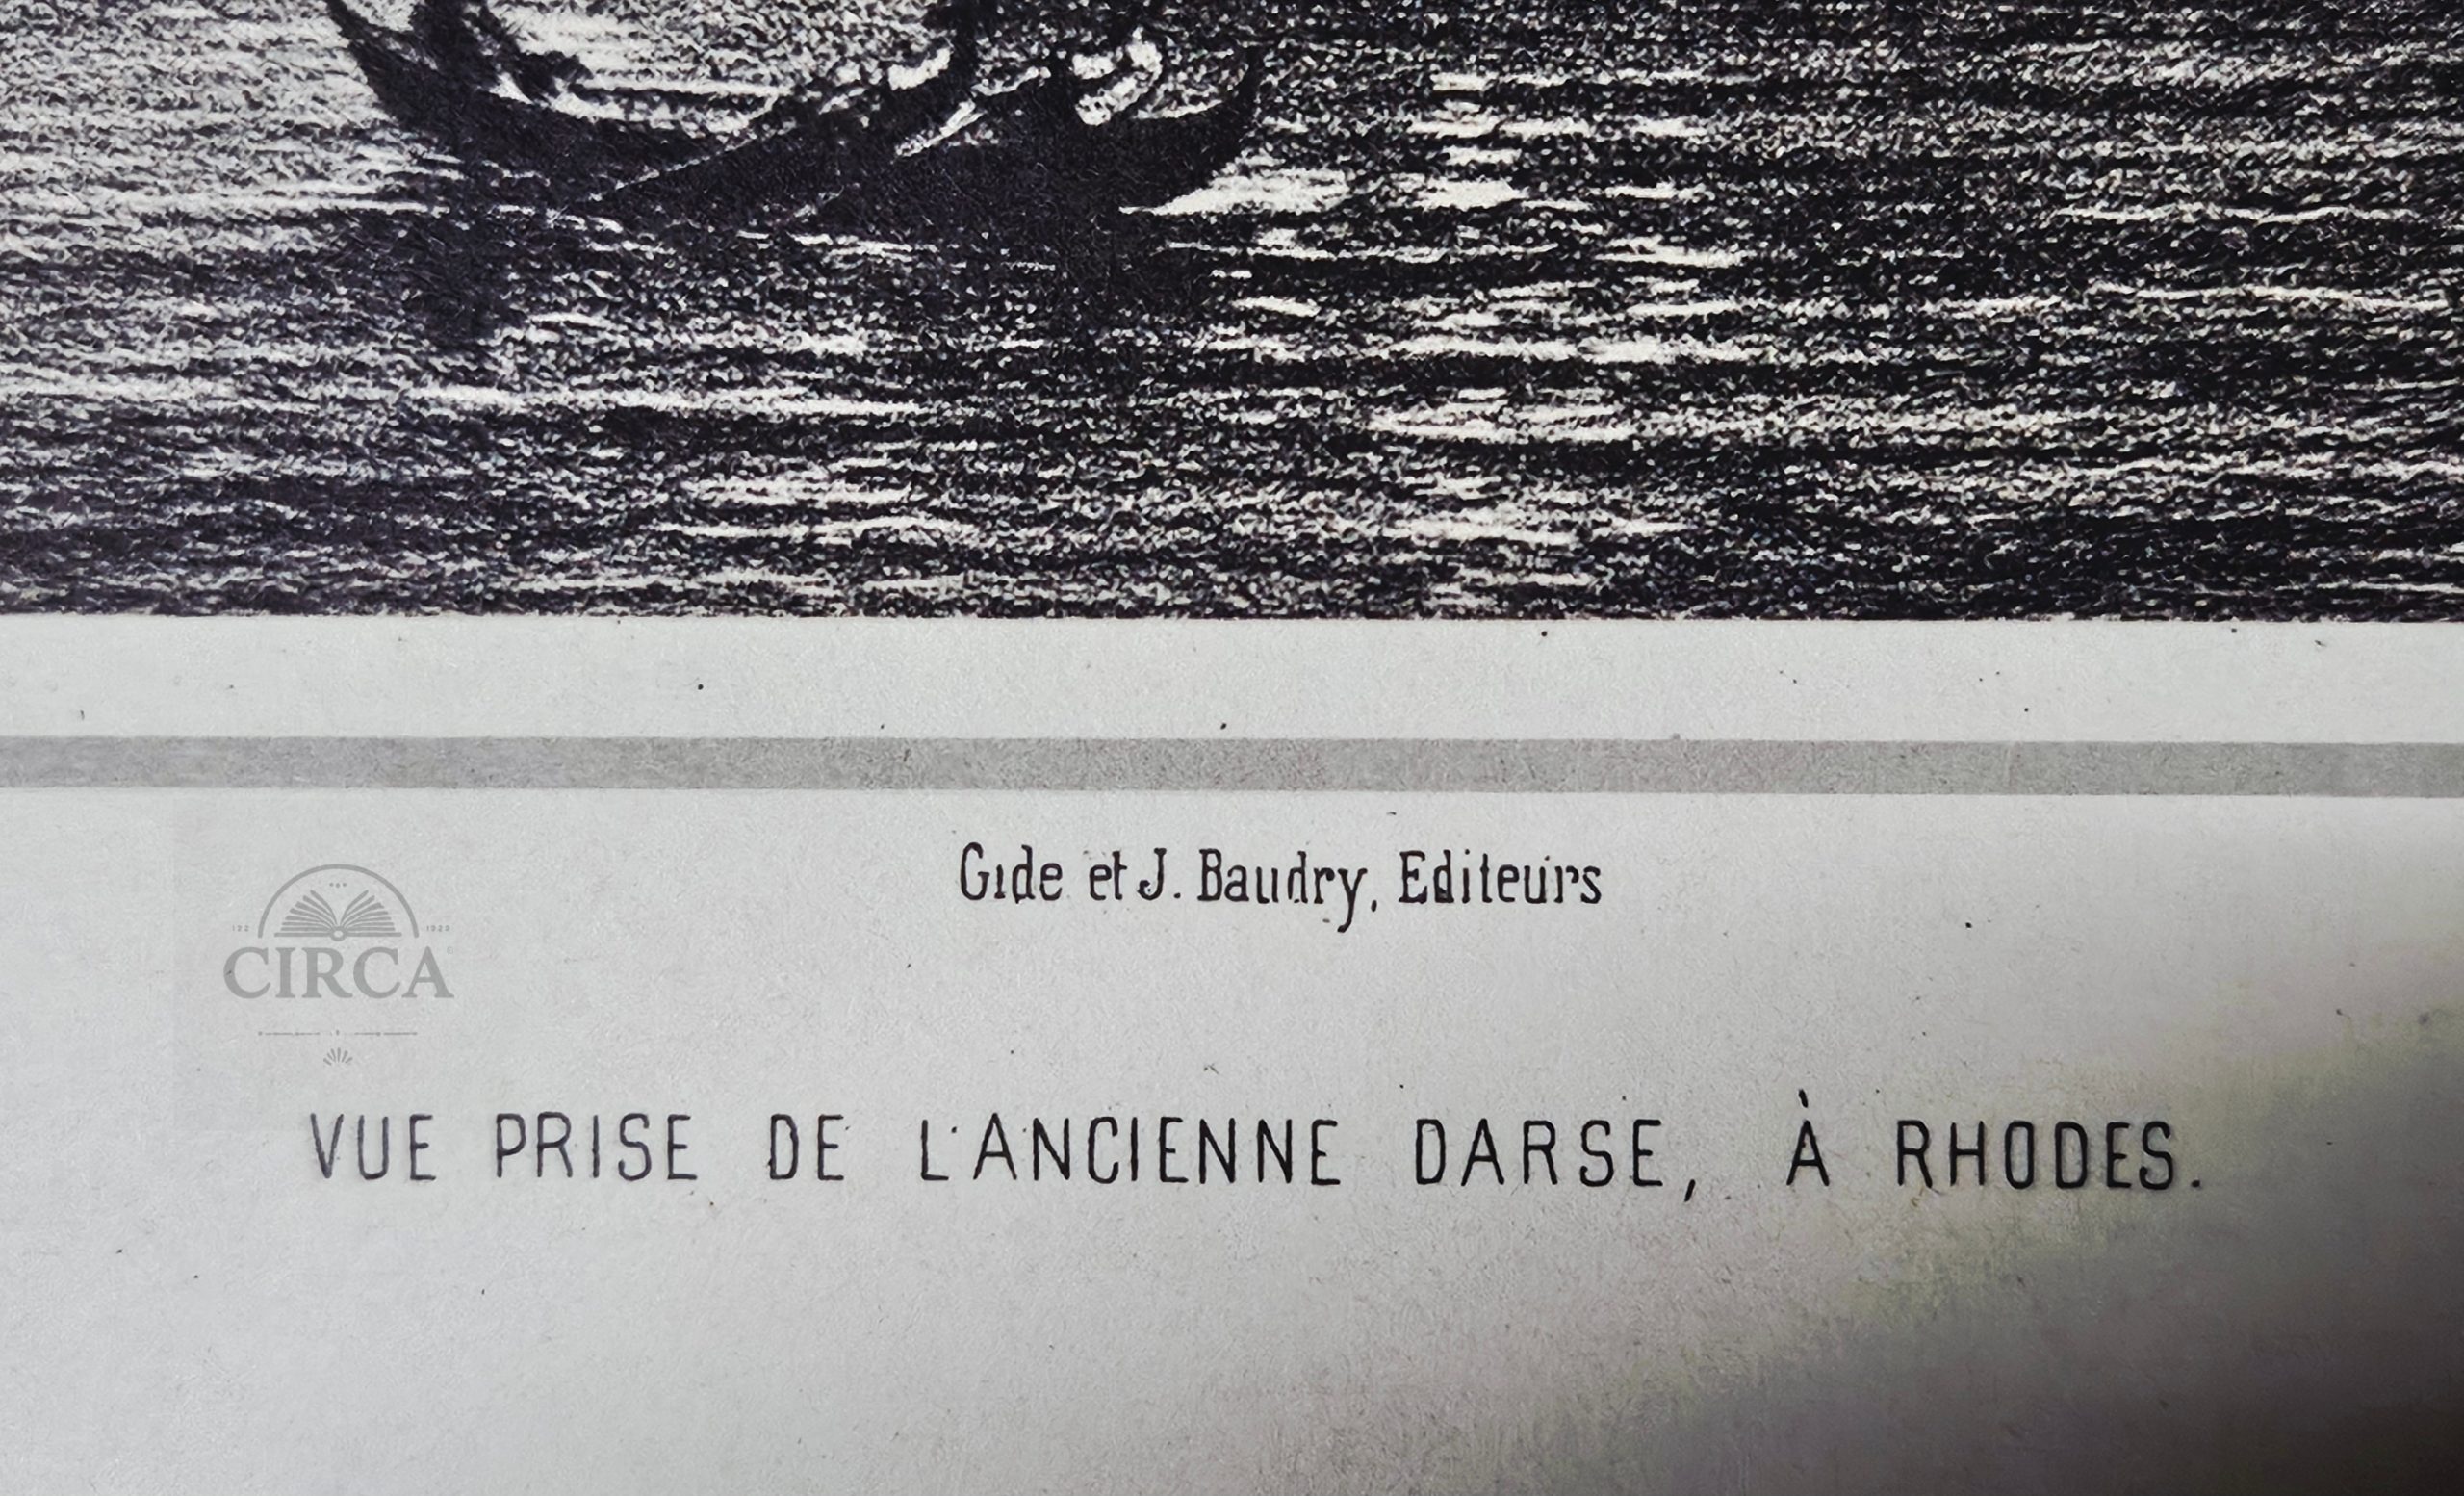 Gide et J. Baudry, Editeurs
CIRCA
VUE PRISE DE L'ANCIENNE DARSE, À RHODES.